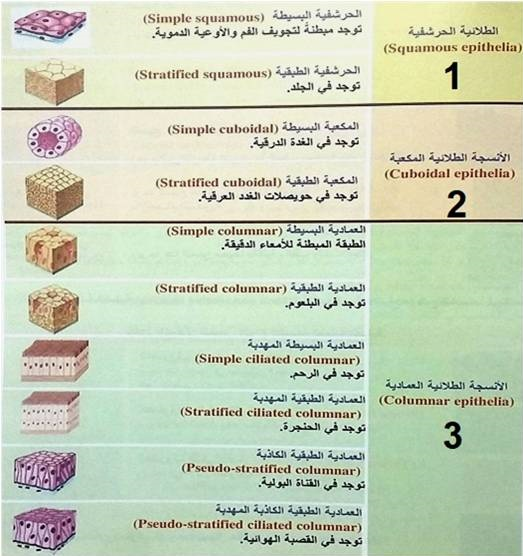 الطلائية الحرشفية
(Squamous epithelia)
1
الحرشفية البسيطة (Simple squamous)
توجد مبطنة لتجويف الفم والأوعية الدموية.
الحرشفية الطبقية (Stratified squamous)
توجد في الجلد.
الأنسجة الطلائية المكعبة
(Cuboidal epithelia)
2
المكعبة البسيطة (Simple cuboidal)
توجد في الغدة الدرقية.
المكعبة الطبقية (Stratified cuboidal)
توجد في حويصلات الغدد العرقية.
الأنسجة الطلائية العمادية
(Columnar epithelia)
3
العمادية البسيطة (Simple columnar)
الطبقة المبطنة للأمعاء الدقيقة.
العمادية الطبقية (Stratified columnar)
توجد في البلعوم.
العمادية البسيطة المهدبة
(Simple ciliated columnar)
توجد في الرحم.
العمادية الطبقية المهدبة
(Stratified ciliated columnar)
توجد في الحنجرة.
العمادية الطبقية الكاذبة
(Pseudo-stratified columnar)
توجد في القناة البولية.
العمادية الطبقية الكاذبة المهدبة
(Pseudo-stratified ciliated columnar)
توجد في القصبة الهوائية.